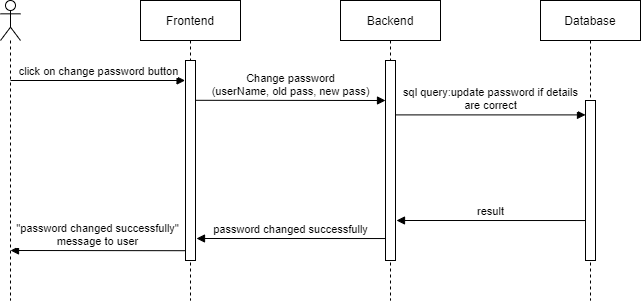 Frontend
Backend
Database
click on change password button
Change password
(userName, old pass, new pass)
sql query:update password if details
are correct
result
password changed successfully
"password changed successfully"
message to user